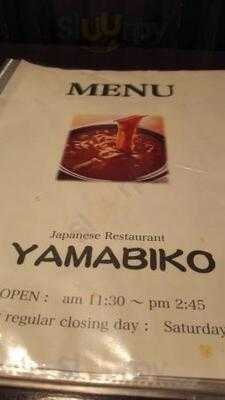 MENU
Japanese Restaurant
YAMABIKO
OPEN : am 11:30 ～ pm 2:45
regular closing day : Saturday